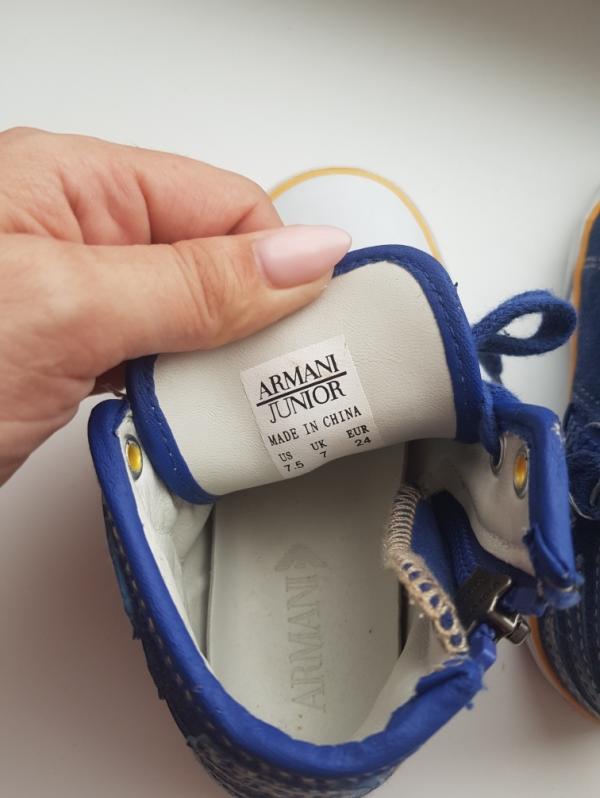 ARMANI
JUNIOR
MADE IN CHINA
US UK EUR
7.5 7 24
ARMANI